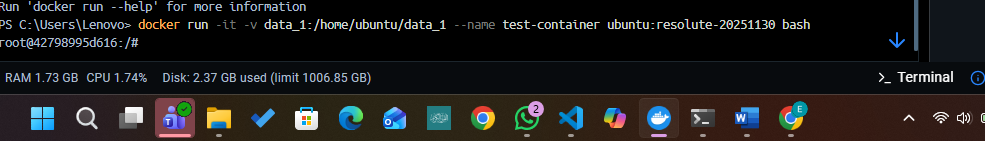 Run 'docker run --help' for more information
PS C:\Users\Lenovo> docker run -it -v data_1:/home/ubuntu/data_1 --name test-container ubuntu:resolute-20251130 bash
root@42798995d616:/#
RAM 1.73 GB CPU 1.74% Disk: 2.37 GB used (limit 1006.85 GB)
>_ Terminal
2
E